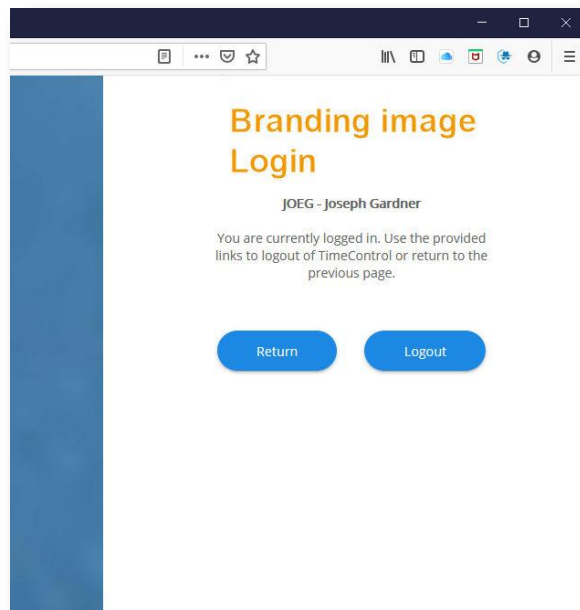 Branding image
Login
JOEG - Joseph Gardner
You are currently logged in. Use the provided
links to logout of TimeControl or return to the
previous page.
Return
Logout